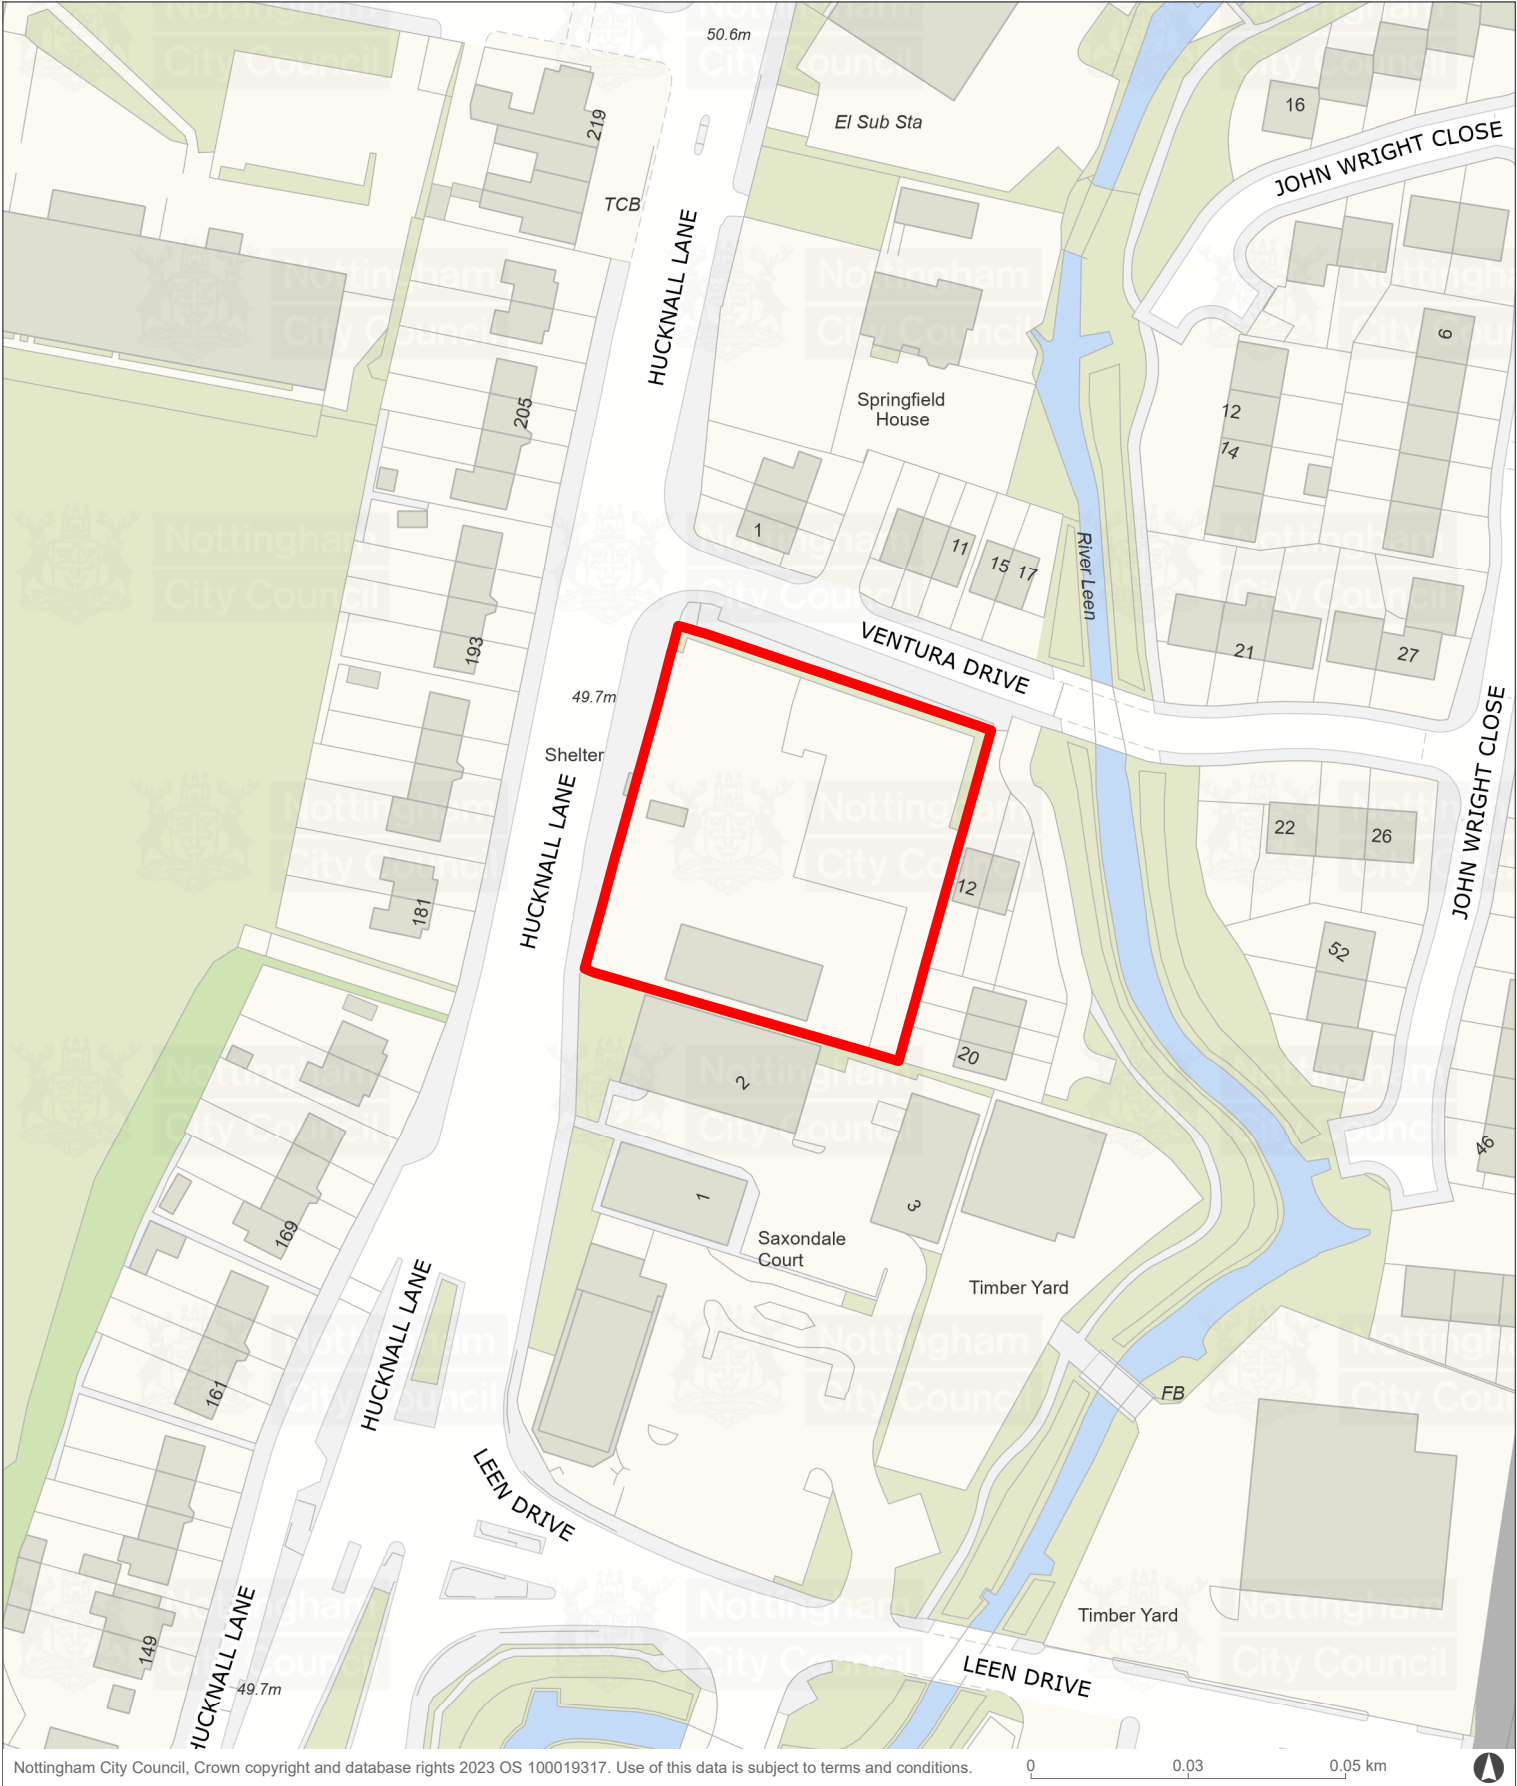 50.6m
16
El Sub Sta
219
JOHN WRIGHT CLOSE
TCB
HUCKNALL LANE
Nottingham
City Council
6
Springfield
House
205
12
14
1
11
15
17
River Leen
VENTURA DRIVE
193
21
27
49.7m
Shelter
HUCKNALL LANE
JOHN WRIGHT CLOSE
22
26
12
181
52
20
2
46
1
3
169
Saxondale
Court
Timber Yard
HUCKNALL LANE
161
FB
LEEN DRIVE
HUCKNALL LANE
149
Timber Yard
LEEN DRIVE
49.7m
Nottingham City Council, Crown copyright and database rights 2023 OS 100019317. Use of this data is subject to terms and conditions.
0
0.03
0.05 km